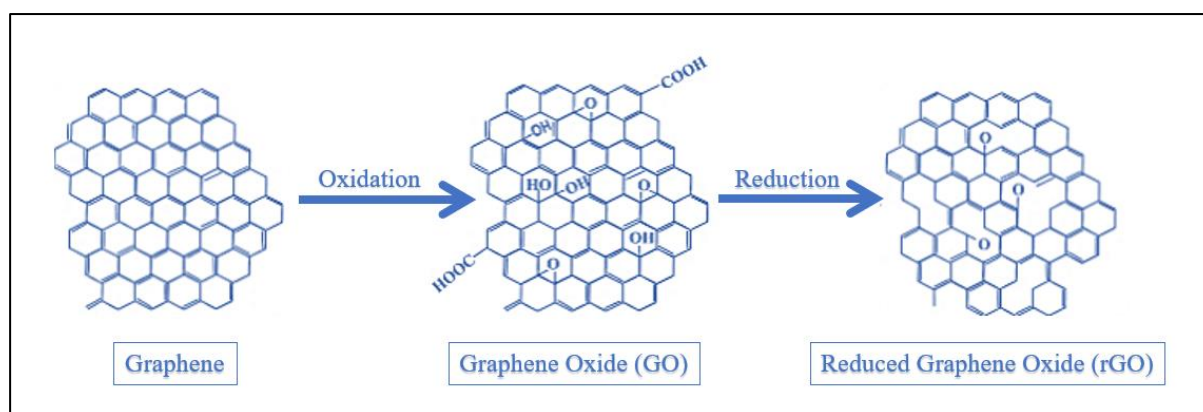 COOH
O
OH
HO
OH
O
OH
O
HOOC
O
O
O
Oxidation
Reduction
Graphene
Graphene Oxide (GO)
Reduced Graphene Oxide (rGO)